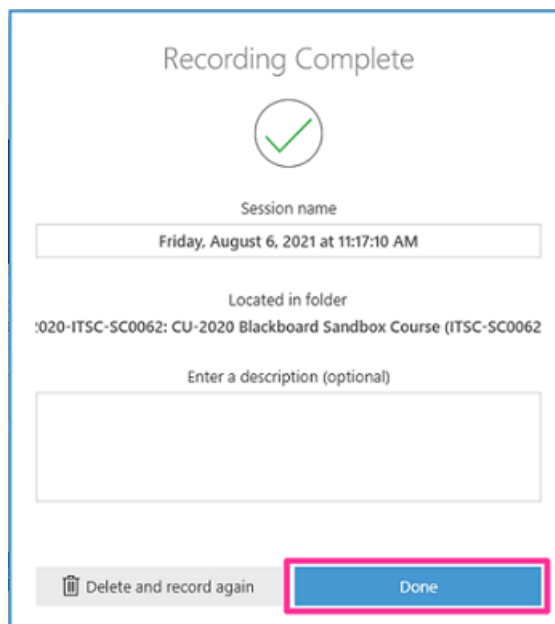 Recording Complete
Session name
Friday, August 6, 2021 at 11:17:10 AM
Located in folder
:020-ITSC-SC0062: CU-2020 Blackboard Sandbox Course (ITSC-SC0062
Enter a description (optional)
Delete and record again
Done